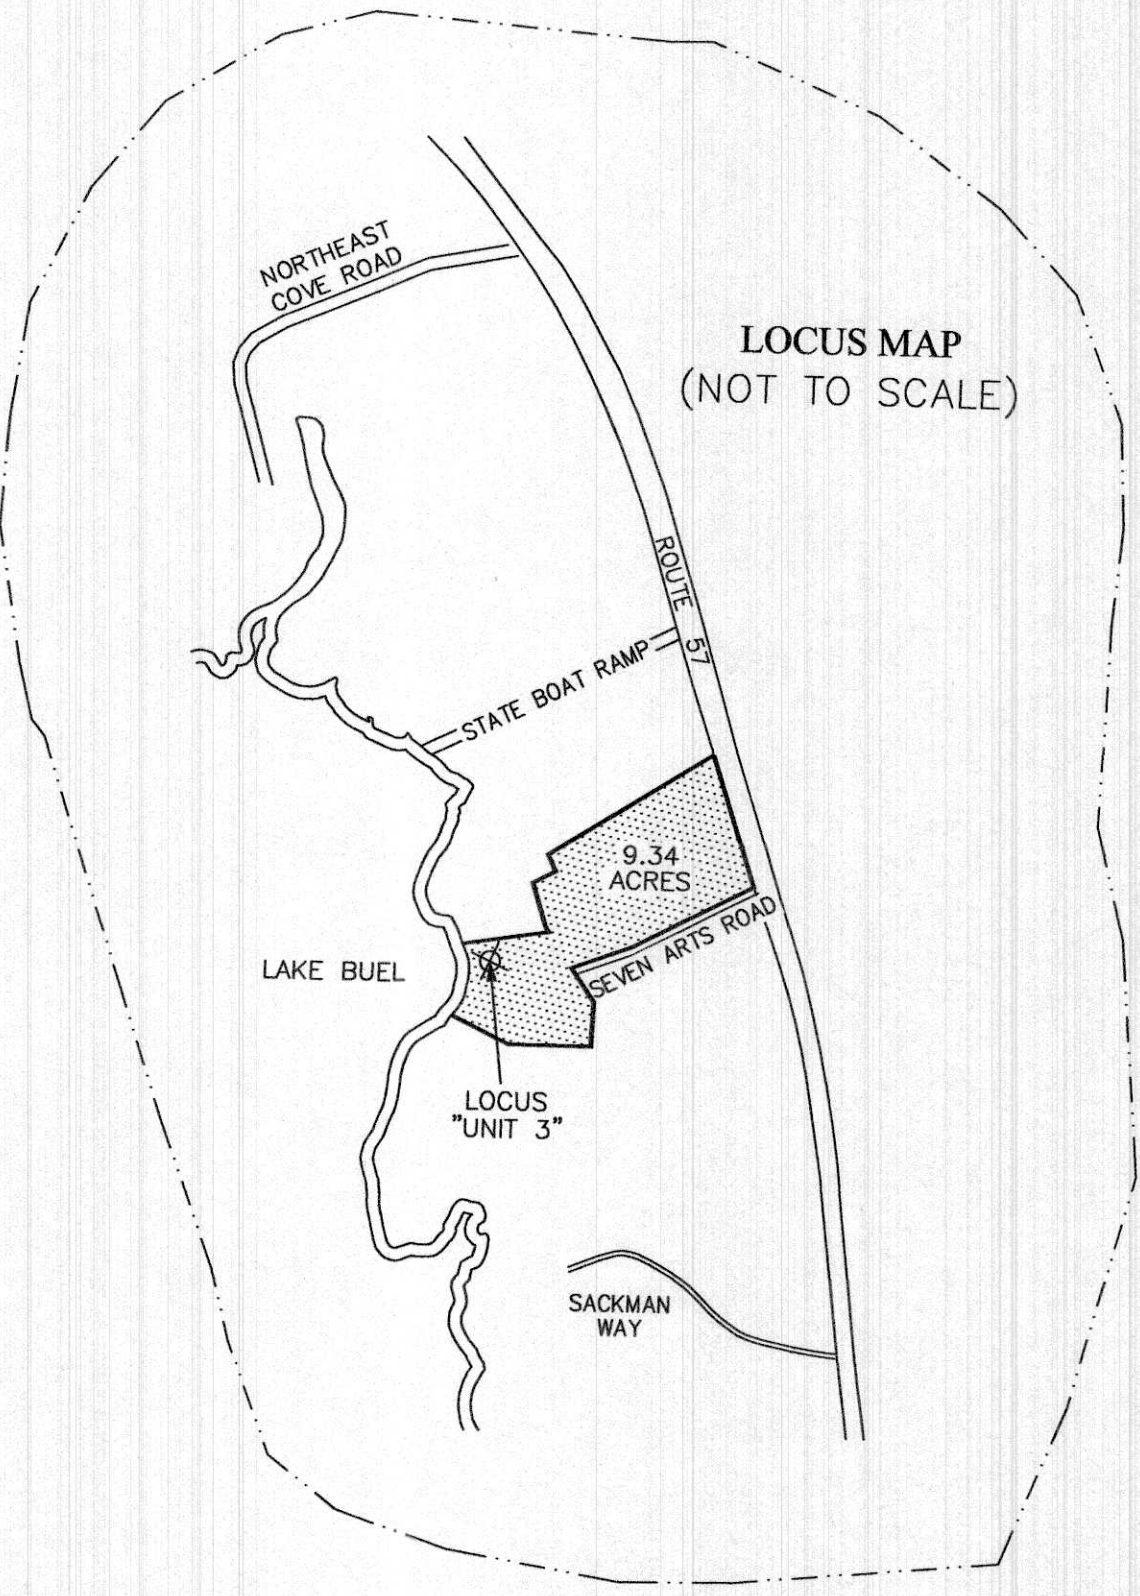 NORTHEAST
COVE ROAD
LOCUS MAP
(NOT TO SCALE)
ROUTE 57
STATE BOAT RAMP
9.34
ACRES
SEVEN ARTS ROAD
LAKE BUEL
LOCUS
"UNIT 3"
SACKMAN
WAY